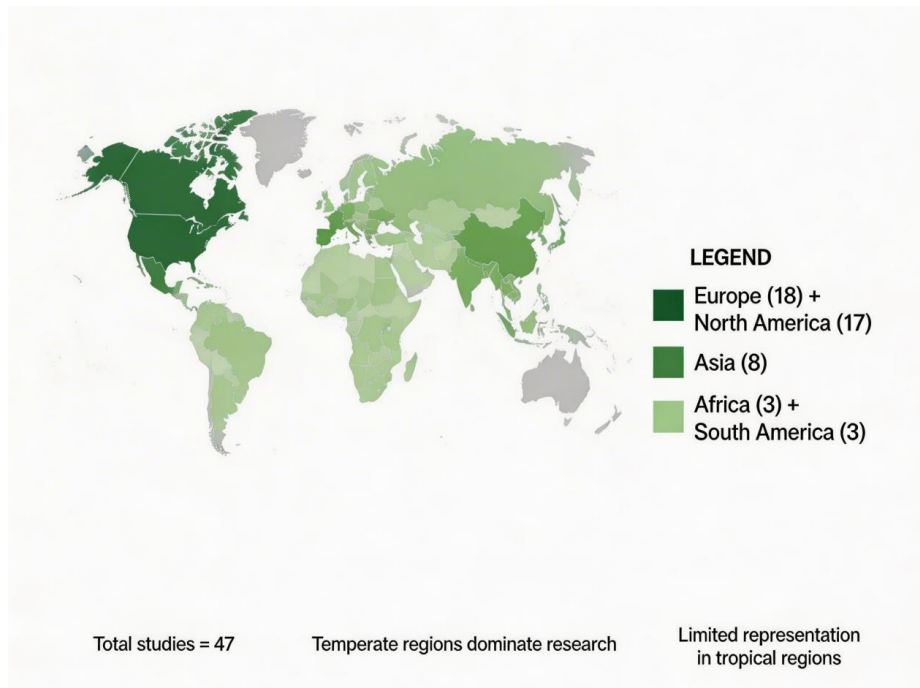 LEGEND
Europe (18) +
North America (17)
Asia (8)
Africa (3) +
South America (3)
Total studies = 47
Temperate regions dominate research
Limited representation
in tropical regions